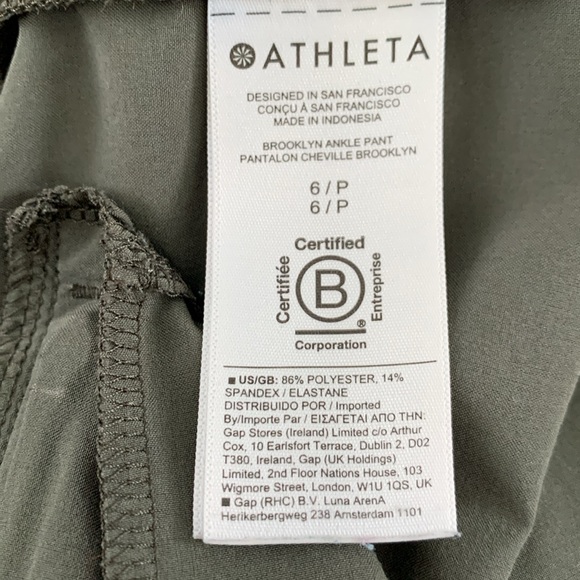 ATHLETA
DESIGNED IN SAN FRANCISCO
CONÇU À SAN FRANCISCO
MADE IN INDONESIA
BROOKLYN ANKLE PANT
PANTALON CHEVILLE BROOKLYN
6 / P
6 / P
Certified
Certifiée
B
Entreprise
®
Corporation
■ US/GB: 86% POLYESTER, 14%
SPANDEX / ELASTANE
DISTRIBUIDO POR / Imported
By/Importe Par / ΕΙΣΑΓΕΤΑΙ ΑΠΟ ΤΗΝ:
Gap Stores (Ireland) Limited c/o Arthur
Cox, 10 Earlsfort Terrace, Dublin 2, D02
T380, Ireland, Gap (UK Holdings)
Limited, 2nd Floor Nations House, 103
Wigmore Street, London, W1U 1QS, UK
■ Gap (RHC) B.V. Luna ArenA
Herikerbergweg 238 Amsterdam 1101